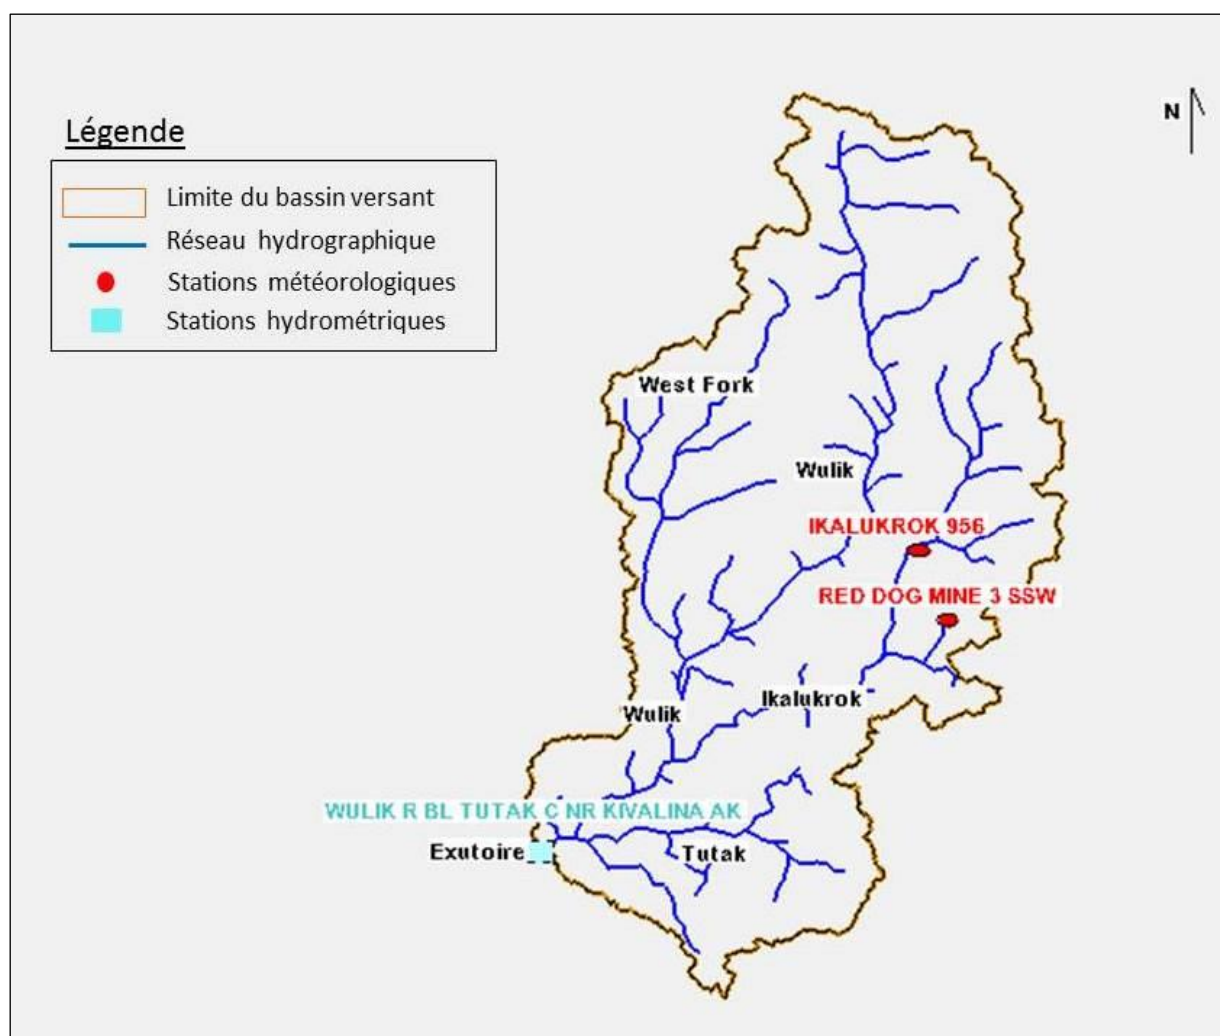 N
Légende
Limite du bassin versant
Réseau hydrographique
Stations météorologiques
Stations hydrométriques
West Fork
Wulik
IKALUKROK 956
RED DOG MINE 3 SSW
Ikalukrok
Wulik
WULIK R BL TUTAK C NR KIVALINA AK
Exutoire
Tutak